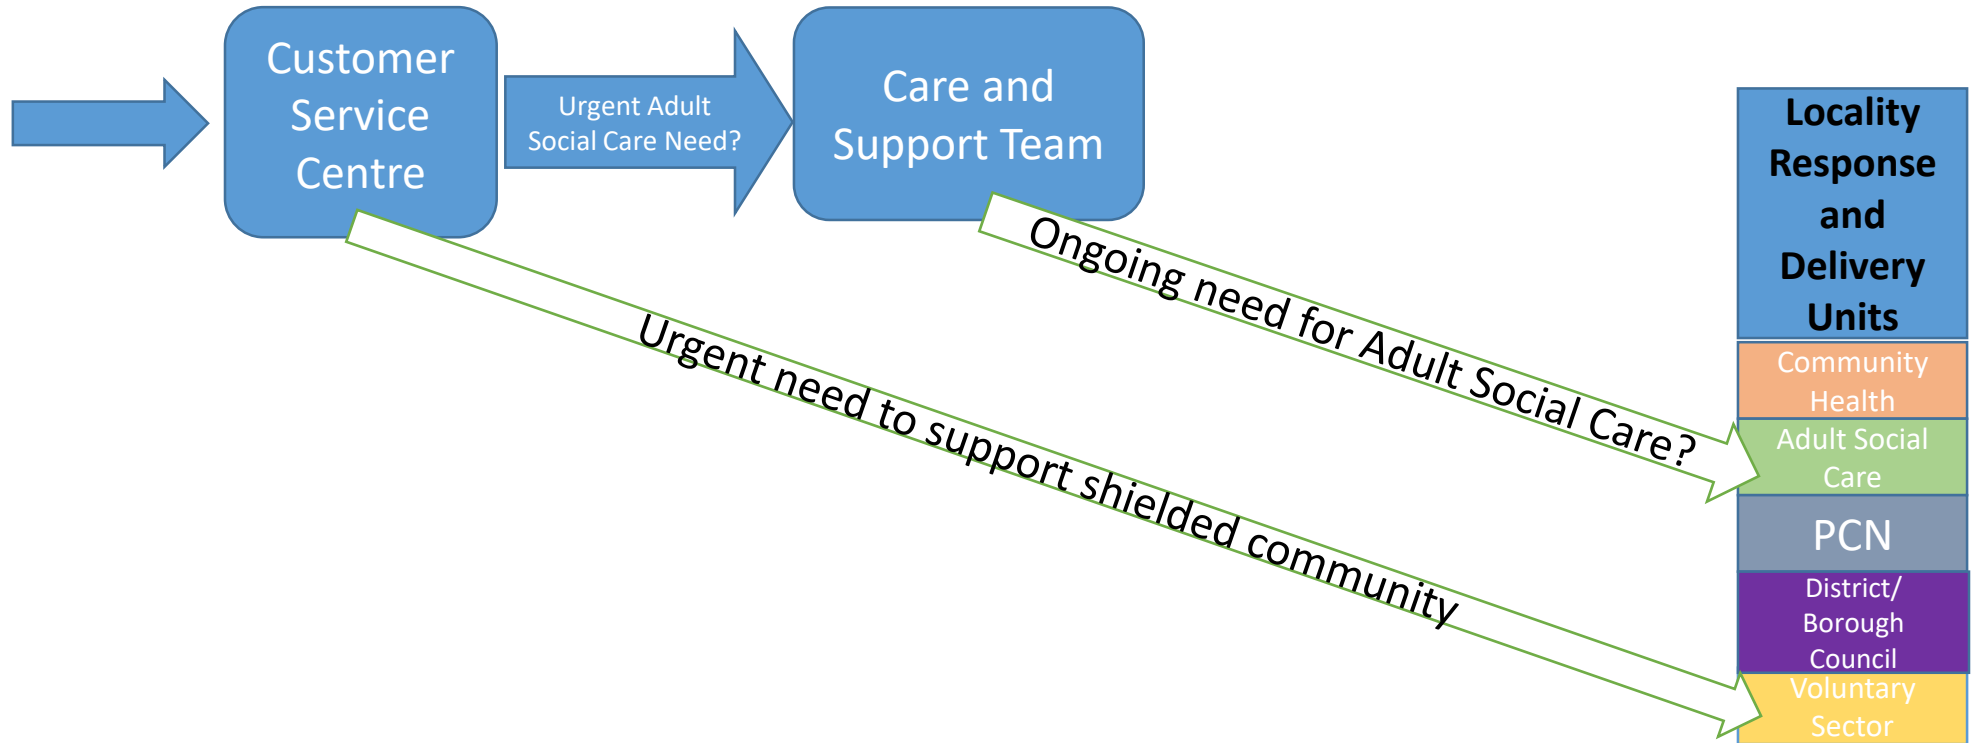 Customer
Service
Centre
Urgent Adult
Social Care Need?
Care and
Support Team
Ongoing need for Adult Social Care?
Urgent need to support shielded community
Locality
Response
and
Delivery
Units
Community
Health
Adult Social
Care
PCN
District/
Borough
Council
Voluntary
Sector